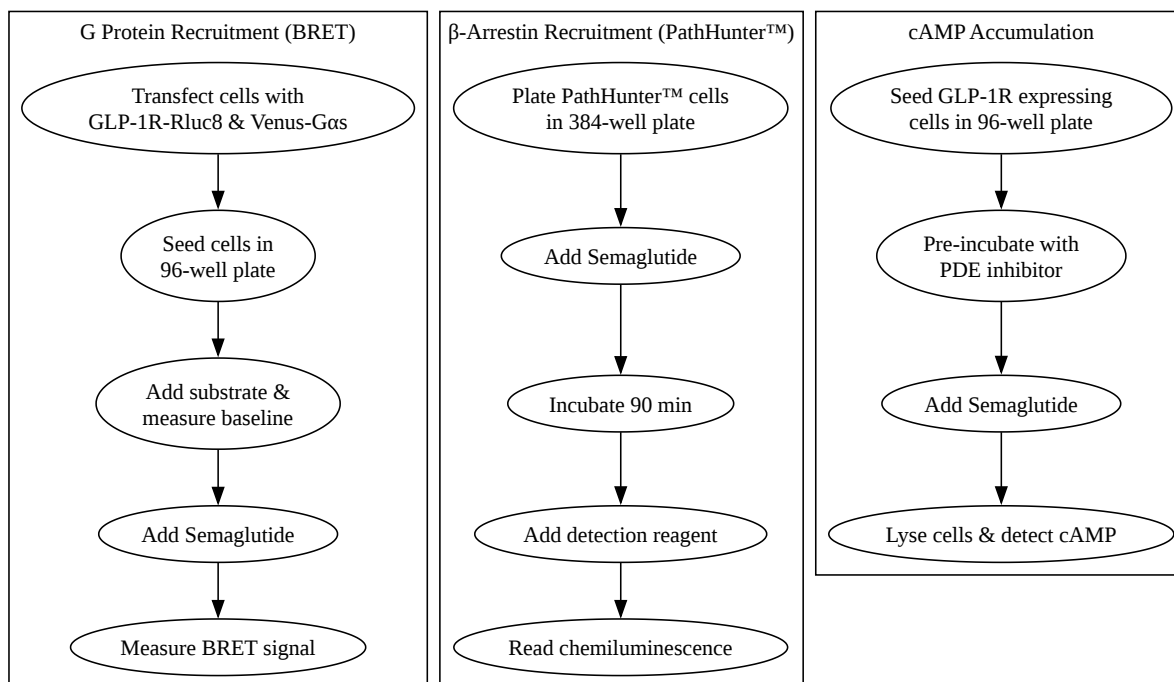 G Protein Recruitment (BRET)
Transfect cells with
GLP-1R-Rluc8 & Venus-Gαs
Seed cells in
96-well plate
Add substrate &
measure baseline
Add Semaglutide
Measure BRET signal
β-Arrestin Recruitment (PathHunter™)
Plate PathHunter™ cells
in 384-well plate
Add Semaglutide
Incubate 90 min
Add detection reagent
Read chemiluminescence
cAMP Accumulation
Seed GLP-1R expressing
cells in 96-well plate
Pre-incubate with
PDE inhibitor
Add Semaglutide
Lyse cells & detect cAMP